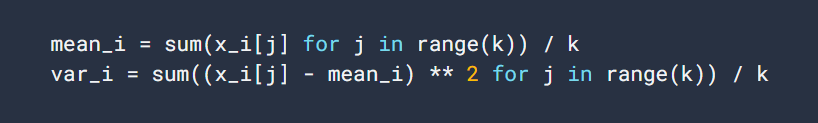 mean_i = sum(x_i[j] for j in range(k)) / k
var_i = sum((x_i[j] - mean_i) ** 2 for j in range(k)) / k